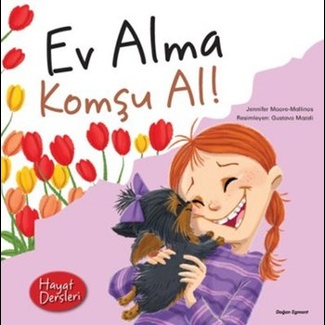 Ev Alma
Komşu Al!
Jennifer Moore-Mallinos
Resimleyen: Gustavo Mazali
Hayat
Dersleri
Doğan Egmont